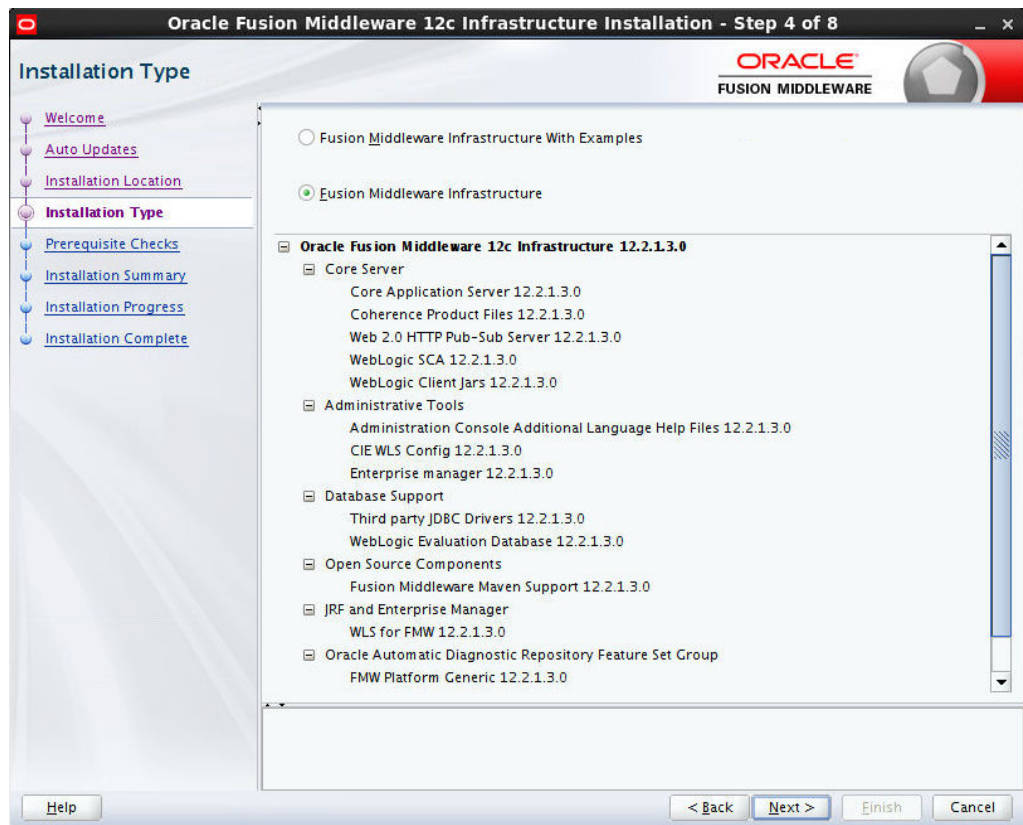 Oracle Fusion Middleware 12c Infrastructure Installation - Step 4 of 8
Installation Type
ORACLE
FUSION MIDDLEWARE
Welcome
Auto Updates
Installation Location
Installation Type
Prerequisite Checks
Installation Summary
Installation Progress
Installation Complete
Fusion Middleware Infrastructure With Examples
Fusion Middleware Infrastructure
Oracle Fusion Middleware 12c Infrastructure 12.2.1.3.0
Core Server
Core Application Server 12.2.1.3.0
Coherence Product Files 12.2.1.3.0
Web 2.0 HTTP Pub-Sub Server 12.2.1.3.0
WebLogic SCA 12.2.1.3.0
WebLogic Client Jars 12.2.1.3.0
Administrative Tools
Administration Console Additional Language Help Files 12.2.1.3.0
CIE WLS Config 12.2.1.3.0
Enterprise manager 12.2.1.3.0
Database Support
Third party JDBC Drivers 12.2.1.3.0
WebLogic Evaluation Database 12.2.1.3.0
Open Source Components
Fusion Middleware Maven Support 12.2.1.3.0
JRF and Enterprise Manager
WLS for FMW 12.2.1.3.0
Oracle Automatic Diagnostic Repository Feature Set Group
FMW Platform Generic 12.2.1.3.0
Help
< Back
Next >
Finish
Cancel